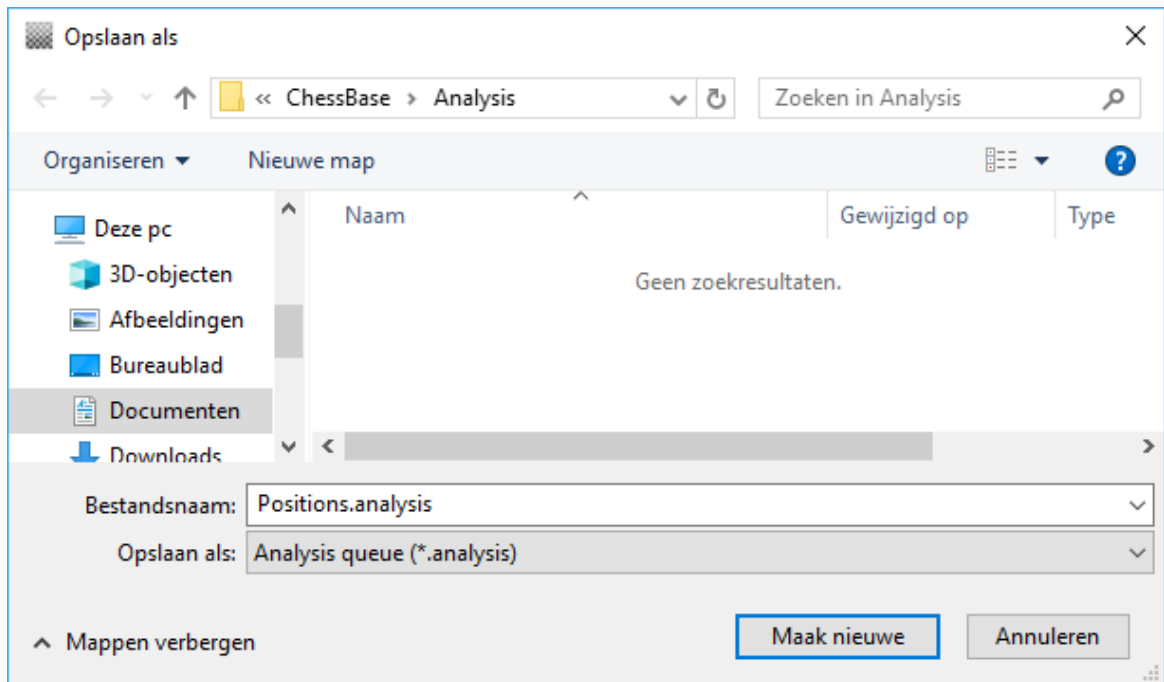 Opslaan als
« ChessBase › Analysis
Zoeken in Analysis
Organiseren
Nieuwe map
?
Naam
Gewijzigd op
Type
Deze pc
3D-objecten
Afbeeldingen
Bureaublad
Documenten
Downloads
Geen zoekresultaten.
Bestandsnaam: Positions.analysis
Opslaan als: Analysis queue (*.analysis)
Mappen verbergen
Maak nieuwe
Annuleren